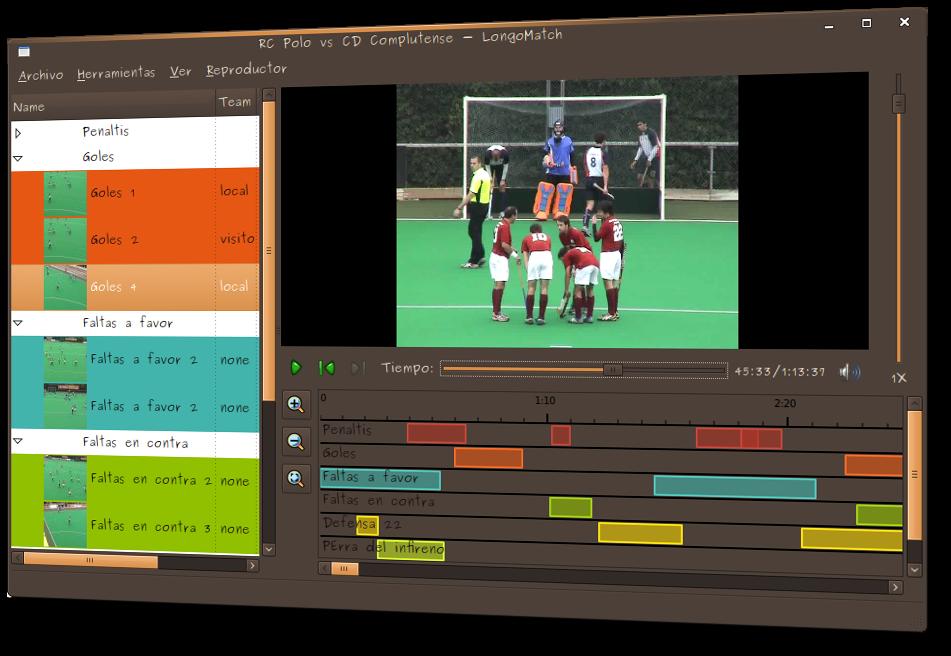 RC Polo vs CD Complutense — LongoMatch
Archivo Herramientas Ver Reproductor
Name Team
Penaltis
Goles
Goles 1 local
Goles 2 visito
Goles 4 local
Faltas a favor
Faltas a favor 2 none
Faltas a favor 2 none
Faltas en contra
Faltas en contra 2 none
Faltas en contra 3 none
8
10
22
Tiempo: 45:33/1:13:37
1X
0 1:10 2:20
Penaltis
Goles
Faltas a favor
Faltas en contra
Defensa 22
PErra del infireno